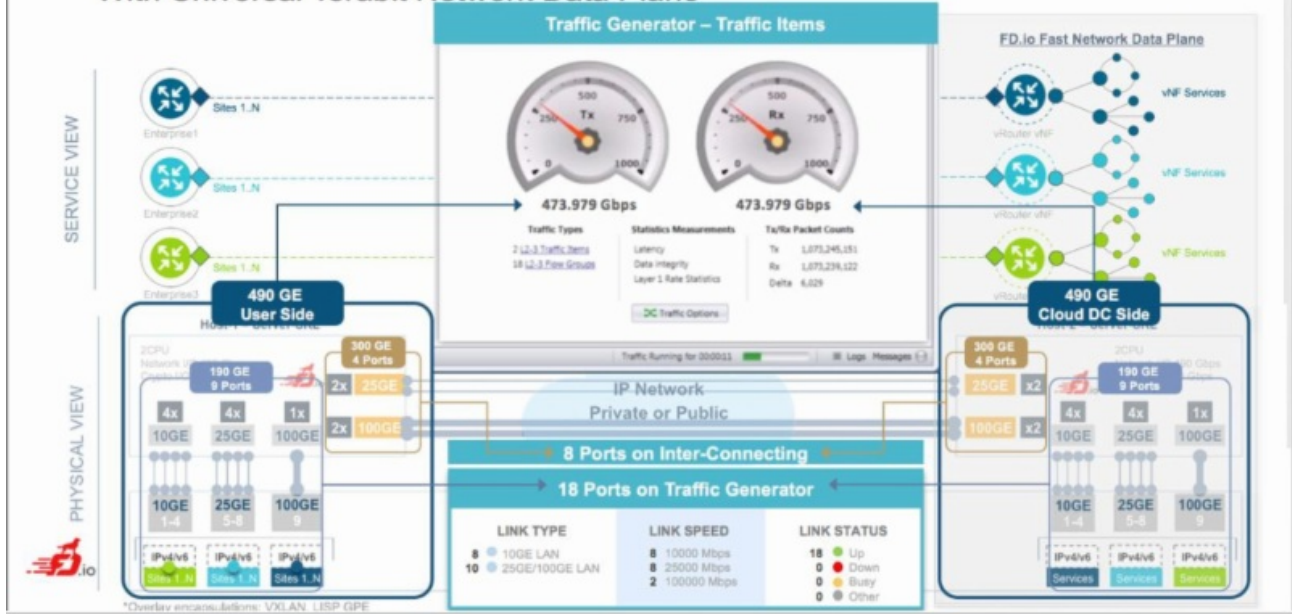 Traffic Generator – Traffic Items
FD.io Fast Network Data Plane
SERVICE VIEW
Sites 1..N
Enterprise1
Sites 1..N
Enterprise2
Sites 1..N
Enterprise3
0
250
500
750
1000
Tx
0
250
500
750
1000
Rx
473.979 Gbps
473.979 Gbps
Traffic Types
2 L2-3 Traffic Items
18 L2-3 Flow Groups
Statistics Measurements
Latency
Data Integrity
Layer 1 Rate Statistics
Tx/Rx Packet Counts
Tx 1,073,245,151
Rx 1,073,239,122
Delta 6,029
Traffic Options
Traffic Running for 00:00:11
Logs Messages
vNF Services
vRouter vNF
vNF Services
vRouter vNF
vNF Services
490 GE
User Side
490 GE
Cloud DC Side
PHYSICAL VIEW
2CPU
190 GE
9 Ports
300 GE
4 Ports
2x 25GE
2x 100GE
4x 4x 1x
10GE 25GE 100GE
10GE 25GE 100GE
1-4 5-8 9
IPv4/v6 IPv4/v6 IPv4/v6
Sites 1..N Sites 1..N Sites 1..N
IP Network
Private or Public
8 Ports on Inter-Connecting
18 Ports on Traffic Generator
LINK TYPE
8 10GE LAN
10 25GE/100GE LAN
LINK SPEED
8 10000 Mbps
8 25000 Mbps
2 100000 Mbps
LINK STATUS
18 Up
0 Down
0 Busy
0 Other
300 GE
4 Ports
25GE x2
100GE x2
2CPU
190 GE
9 Ports
4x 4x 1x
10GE 25GE 100GE
10GE 25GE 100GE
1-4 5-8 9
IPv4/v6 IPv4/v6 IPv4/v6
Services Services Services
FD.io
*Overlay encapsulations: VXLAN, LISP GPE